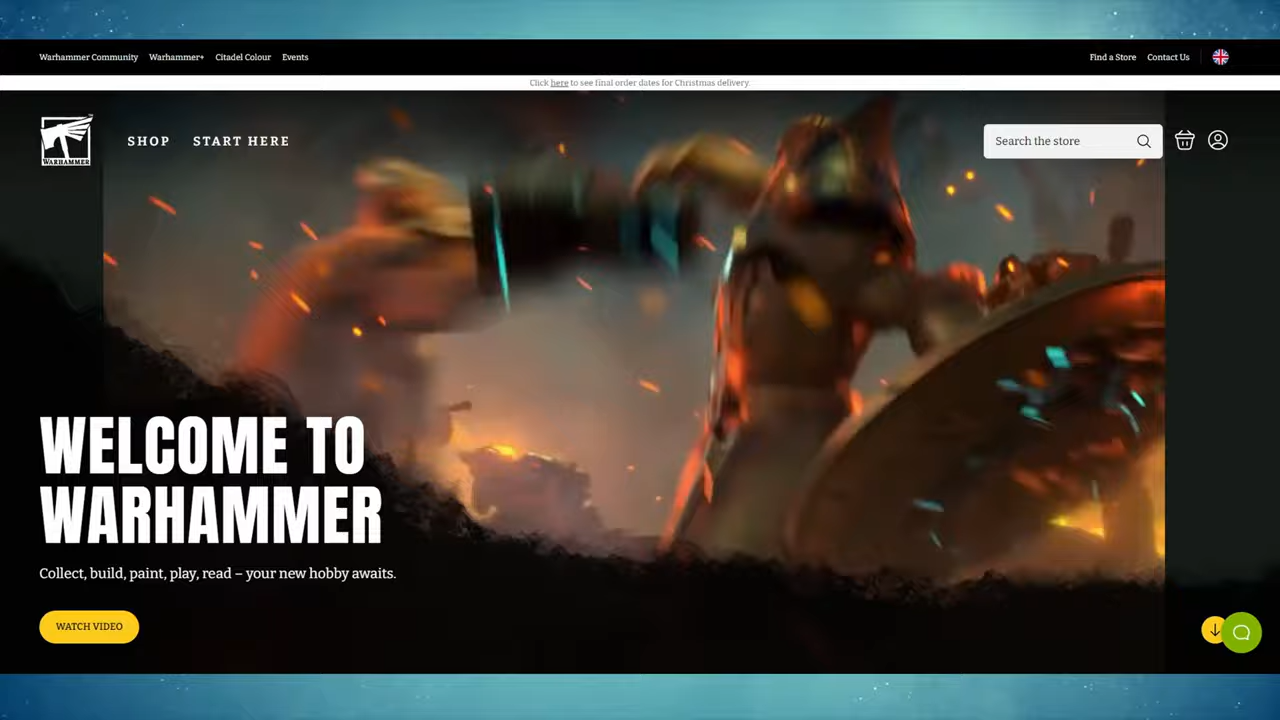 Warhammer Community Warhammer+ Citadel Colour Events Find a Store Contact Us
Click here to see final order dates for Christmas delivery.
WARHAMMER
SHOP START HERE Search the store
WELCOME TO
WARHAMMER
Collect, build, paint, play, read – your new hobby awaits.
WATCH VIDEO